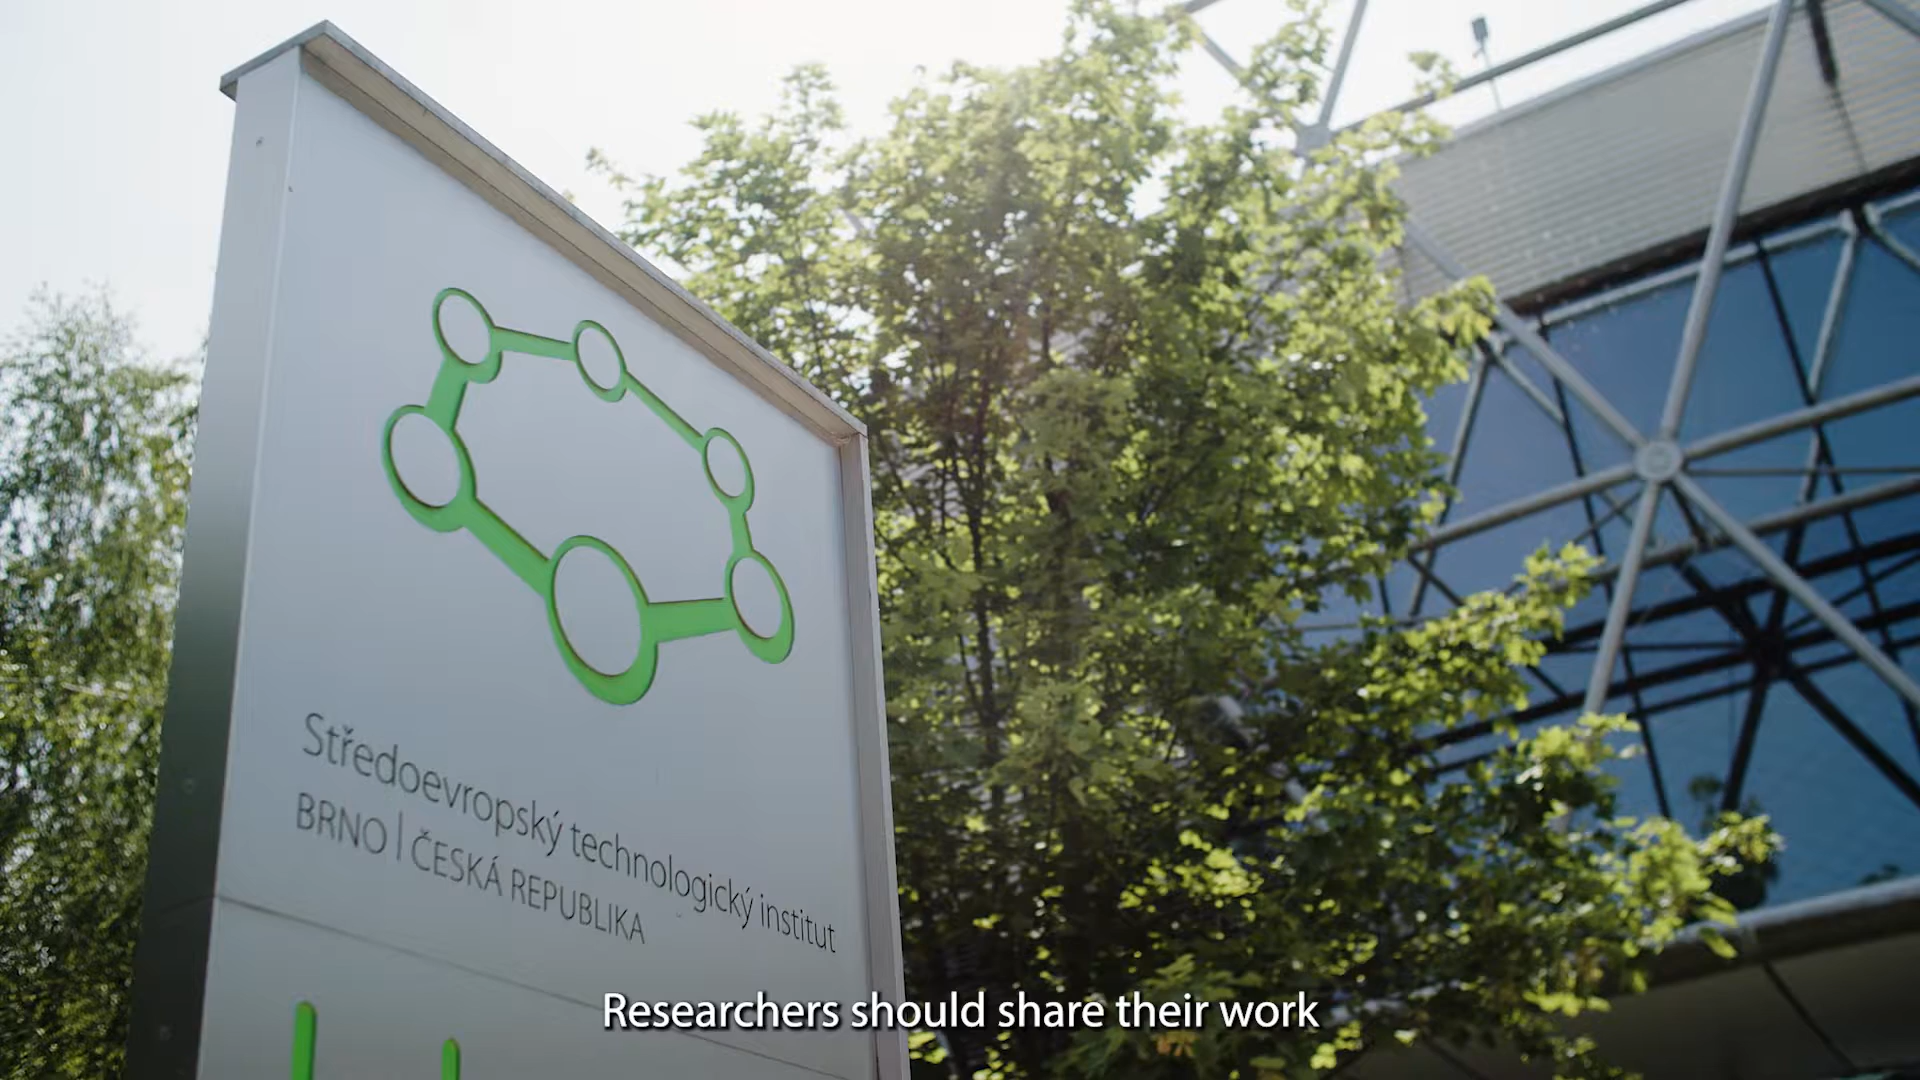 Středoevropský technologický institut
BRNO | ČESKÁ REPUBLIKA
Researchers should share their work